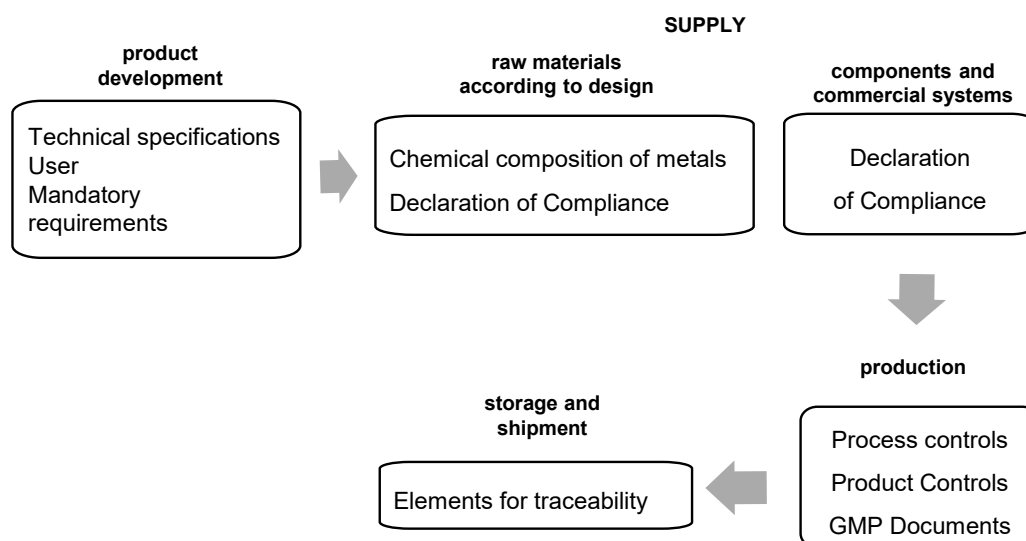 SUPPLY
product
development
Technical specifications
User
Mandatory
requirements
raw materials
according to design
Chemical composition of metals
Declaration of Compliance
components and
commercial systems
Declaration
of Compliance
production
Process controls
Product Controls
GMP Documents
storage and
shipment
Elements for traceability